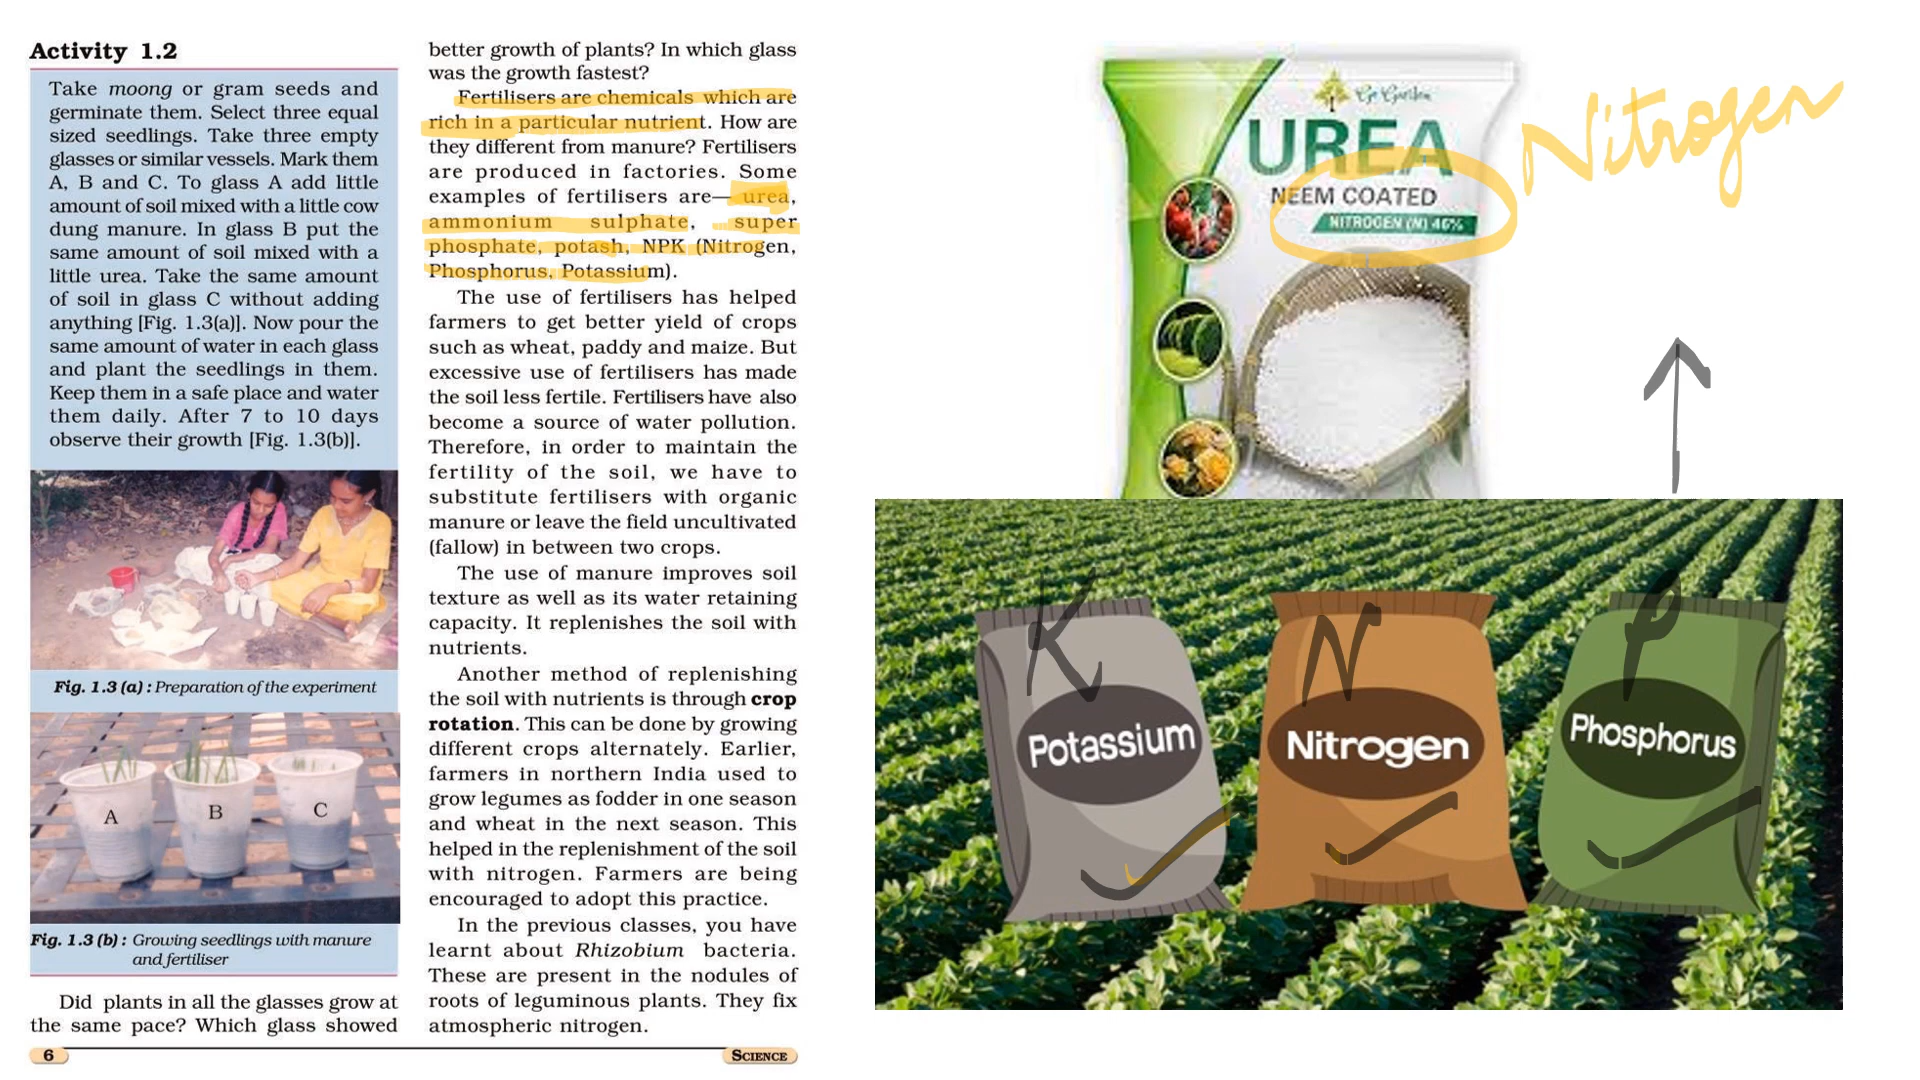 Activity 1.2
Take moong or gram seeds and
germinate them. Select three equal
sized seedlings. Take three empty
glasses or similar vessels. Mark them
A, B and C. To glass A add little
amount of soil mixed with a little cow
dung manure. In glass B put the
same amount of soil mixed with a
little urea. Take the same amount
of soil in glass C without adding
anything [Fig. 1.3(a)]. Now pour the
same amount of water in each glass
and plant the seedlings in them.
Keep them in a safe place and water
them daily. After 7 to 10 days
observe their growth [Fig. 1.3(b)].
Fig. 1.3 (a) : Preparation of the experiment
A B C
Fig. 1.3 (b) : Growing seedlings with manure
and fertiliser
Did plants in all the glasses grow at
the same pace? Which glass showed
better growth of plants? In which glass
was the growth fastest?
Fertilisers are chemicals which are
rich in a particular nutrient. How are
they different from manure? Fertilisers
are produced in factories. Some
examples of fertilisers are— urea,
ammonium sulphate, super
phosphate, potash, NPK (Nitrogen,
Phosphorus, Potassium).
The use of fertilisers has helped
farmers to get better yield of crops
such as wheat, paddy and maize. But
excessive use of fertilisers has made
the soil less fertile. Fertilisers have also
become a source of water pollution.
Therefore, in order to maintain the
fertility of the soil, we have to
substitute fertilisers with organic
manure or leave the field uncultivated
(fallow) in between two crops.
The use of manure improves soil
texture as well as its water retaining
capacity. It replenishes the soil with
nutrients.
Another method of replenishing
the soil with nutrients is through crop
rotation. This can be done by growing
different crops alternately. Earlier,
farmers in northern India used to
grow legumes as fodder in one season
and wheat in the next season. This
helped in the replenishment of the soil
with nitrogen. Farmers are being
encouraged to adopt this practice.
In the previous classes, you have
learnt about Rhizobium bacteria.
These are present in the nodules of
roots of leguminous plants. They fix
atmospheric nitrogen.
6
SCIENCE
Go Garden
UREA
NEEM COATED
NITROGEN (N) 46%
Nitrogen
K N P
Potassium
Nitrogen
Phosphorus